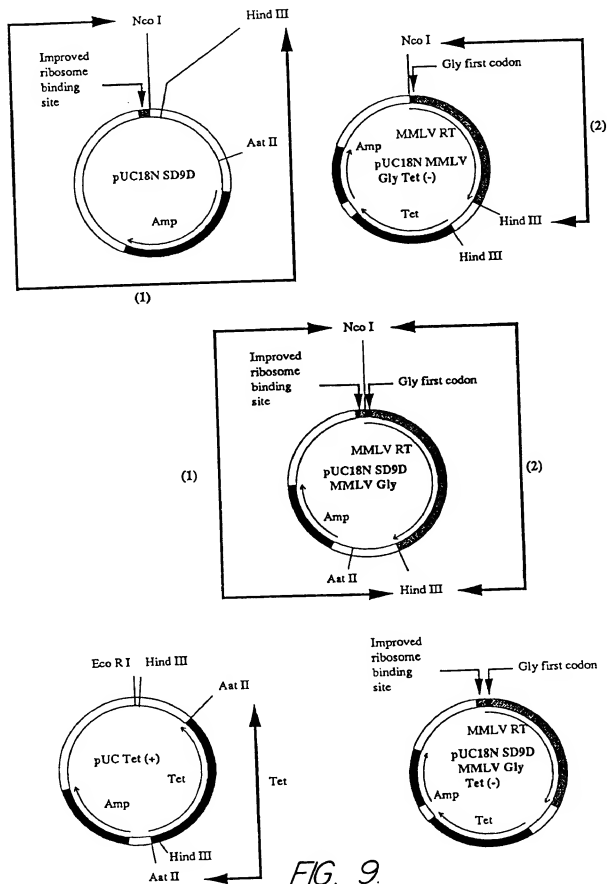 Nco I
Hind III
Improved
ribosome
binding
site
Aat II
pUC18N SD9D
Amp
(1)
Nco I
Gly first codon
(2)
MMLV RT
Amp
pUC18N MMLV
Gly Tet (-)
Tet
Hind III
Hind III
Nco I
Improved
ribosome
binding
site
Gly first codon
(1)
MMLV RT
pUC18N SD9D
MMLV Gly
(2)
Amp
Aat II
Hind III
Eco R I
Hind III
Aat II
pUC Tet (+)
Tet
Tet
Amp
Hind III
Aat II
Improved
ribosome
binding
site
Gly first codon
MMLV RT
pUC18N SD9D
MMLV Gly
Tet (-)
Amp
Tet
FIG. 9.